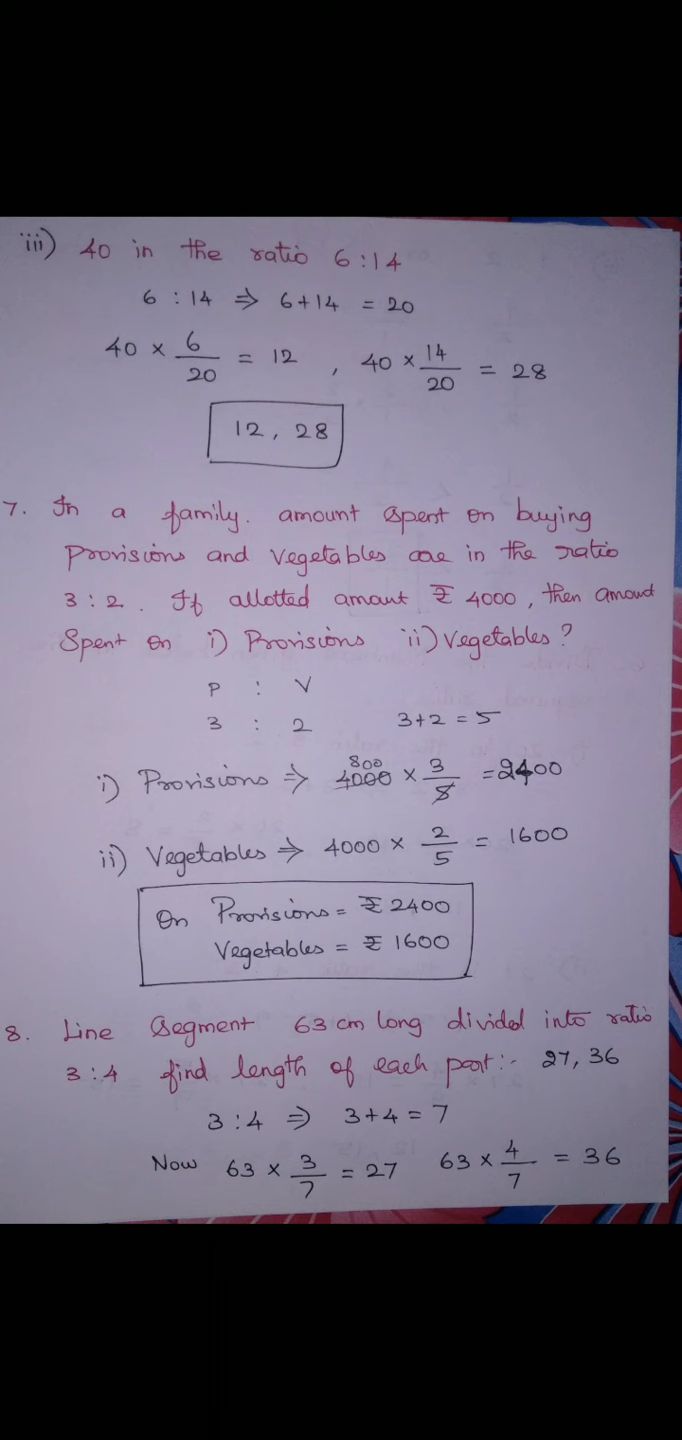 iii) 40 in the ratio 6:14
6 : 14 ⇒ 6+14 = 20
40 × 6/20 = 12 , 40 × 14/20 = 28
12, 28
7. In a family. amount spent on buying
provisions and vegetables are in the ratio
3 : 2. If allotted amount ₹ 4000, then amount
Spent on i) Provisions ii) Vegetables?
P : V
3 : 2 3+2 = 5
800
i) Provisions ⇒ 4000 × 3/5 = 2400
ii) Vegetables ⇒ 4000 × 2/5 = 1600
On Provisions = ₹ 2400
Vegetables = ₹ 1600
8. Line Segment 63 cm long divided into ratio
3 : 4 find length of each part:- 27, 36
3 : 4 ⇒ 3+4 = 7
Now 63 × 3/7 = 27 63 × 4/7 = 36